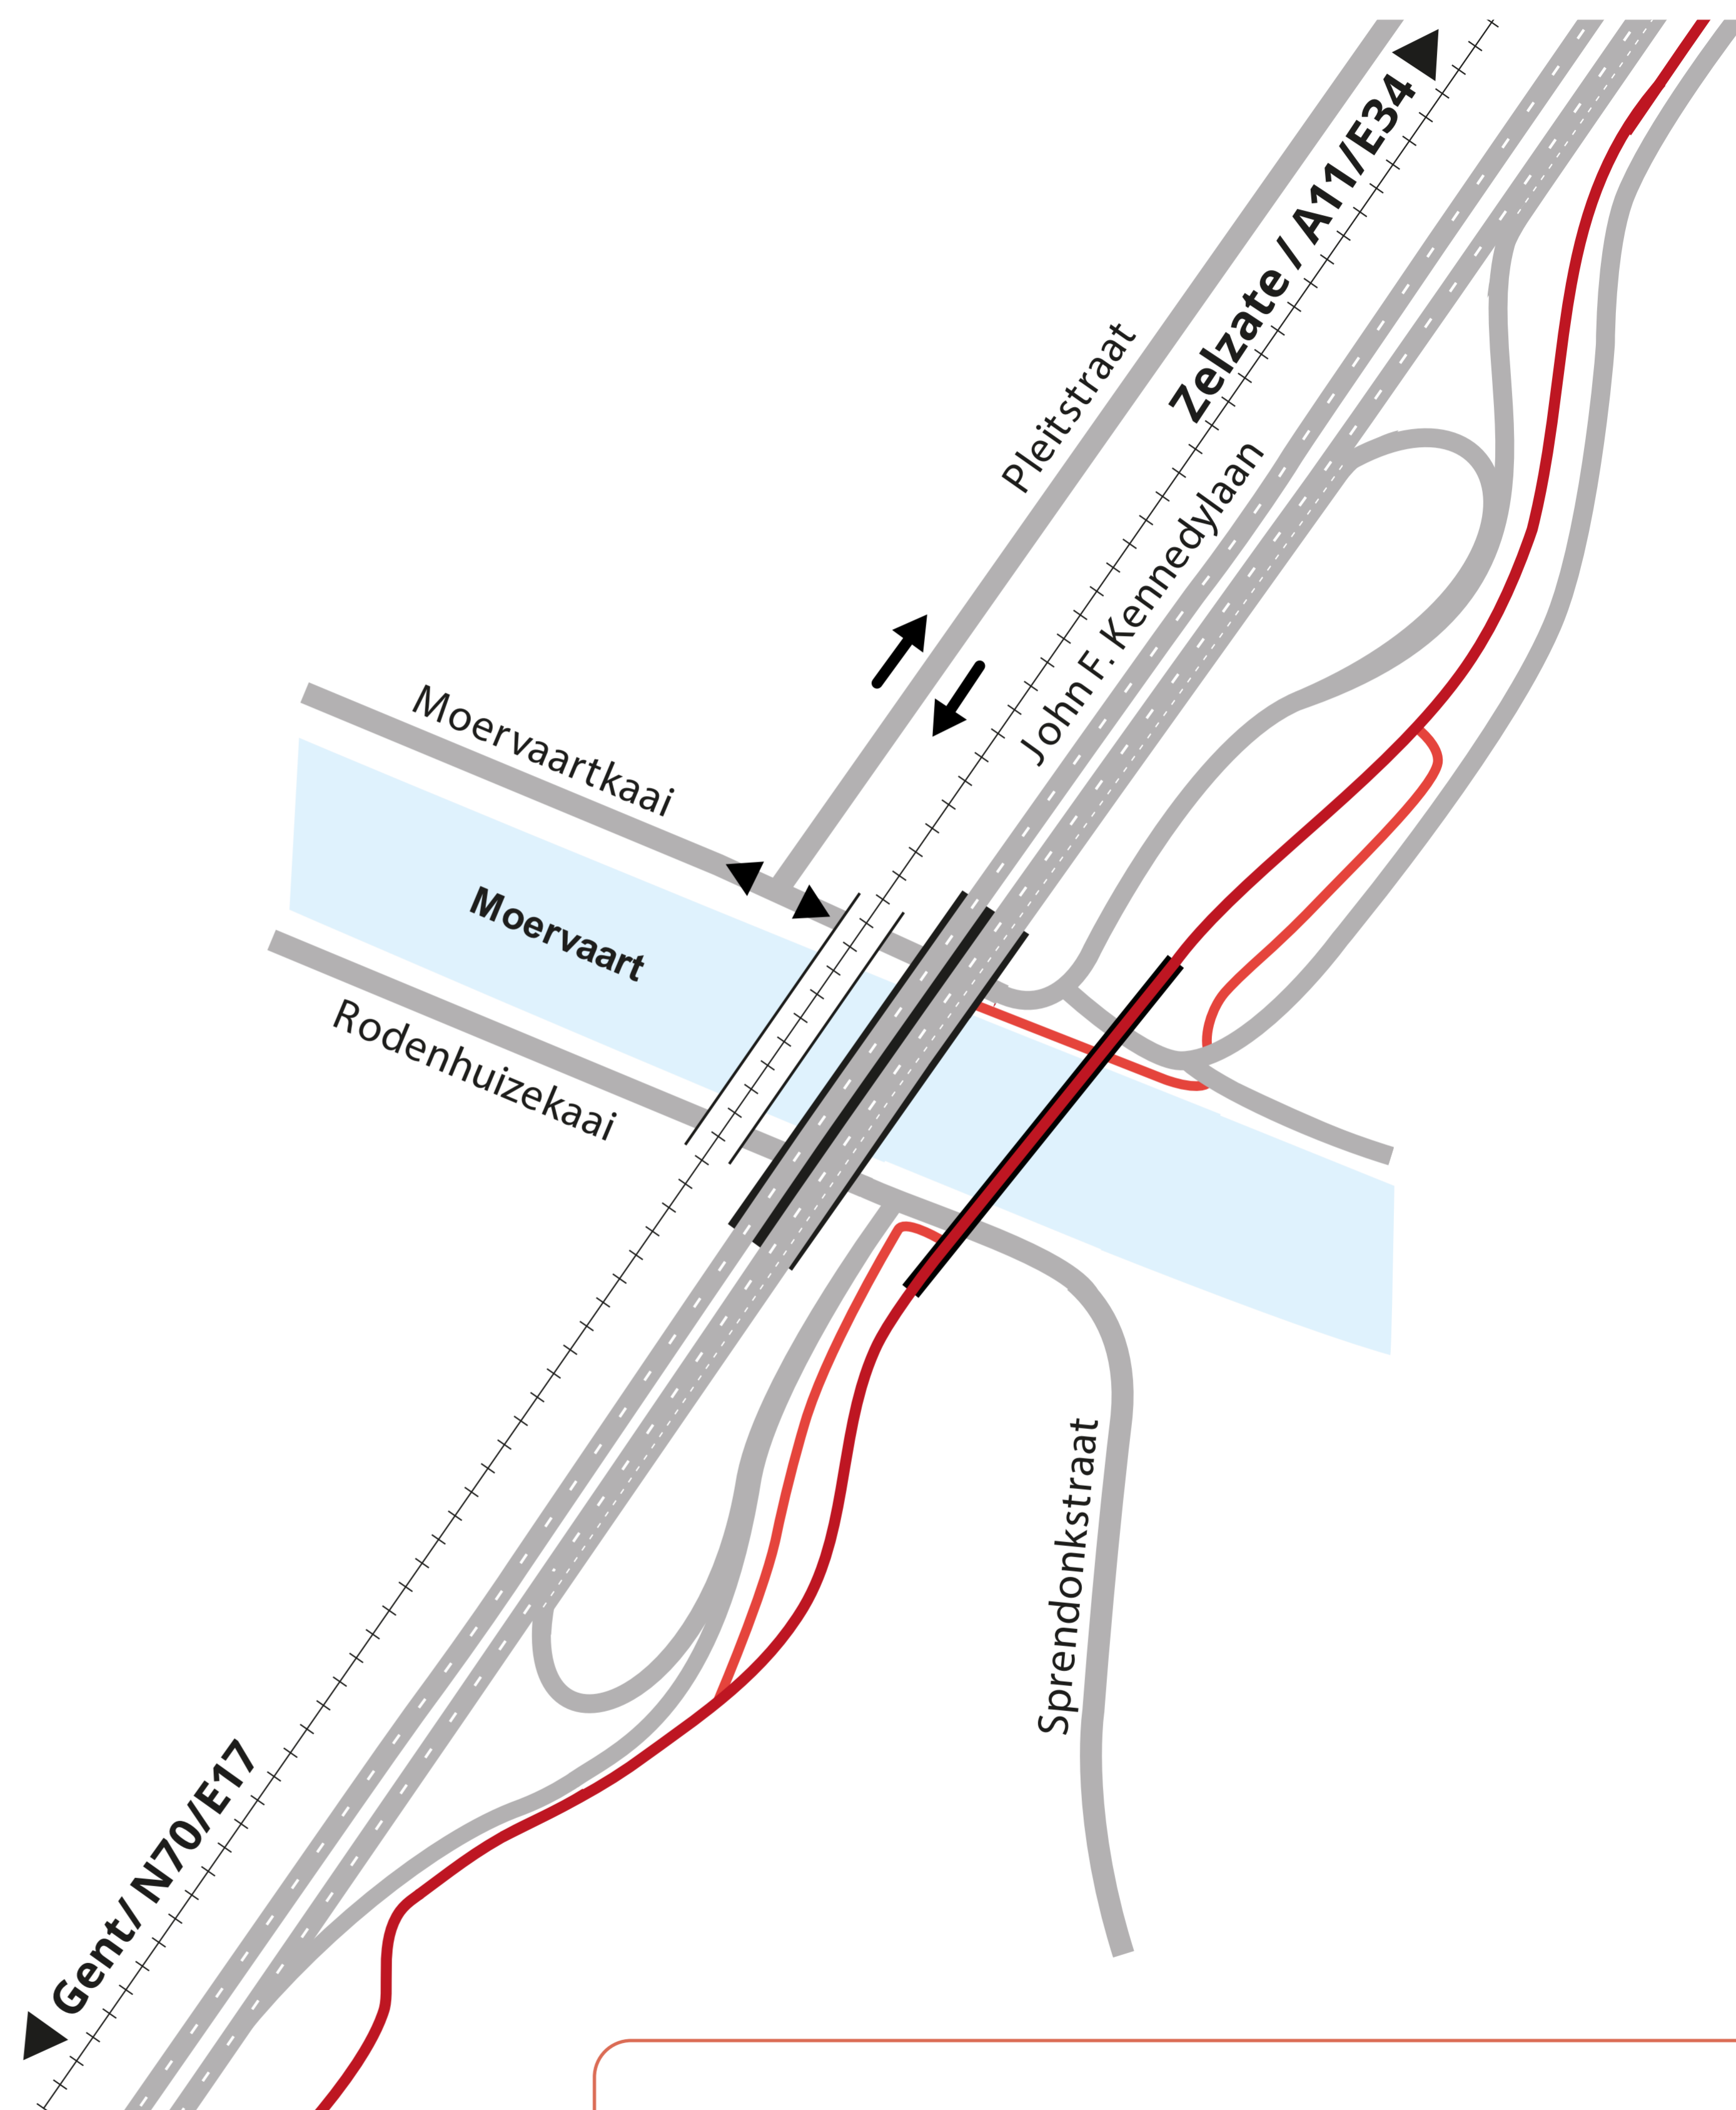 Zelzate / A11/E34
Pleitstraat
John F. Kennedylaan
Moervaartkaai
Moervaart
Rodenhuizekaai
Sprendonkstraat
Gent / N70/E17